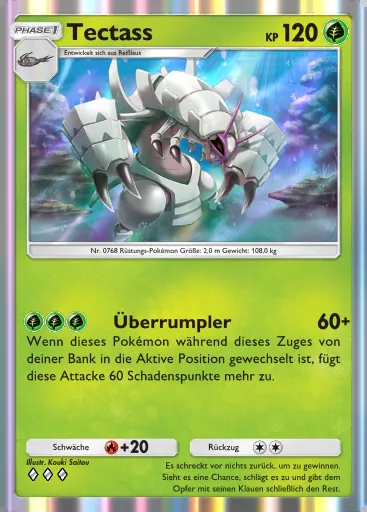 PHASE 1
Tectass
KP 120
Entwickelt sich aus Reißlaus
Nr. 0768 Rüstungs-Pokémon Größe: 2,0 m Gewicht: 108,0 kg
Überrumpler 60+
Wenn dieses Pokémon während dieses Zuges von
deiner Bank in die Aktive Position gewechselt ist, fügt
diese Attacke 60 Schadenspunkte mehr zu.
Schwäche +20 Rückzug
Illustr. Kouki Saitou
Es schreckt vor nichts zurück, um zu gewinnen.
Sieht es eine Chance, schlägt es zu und gibt dem
Opfer mit seinen Klauen schließlich den Rest.